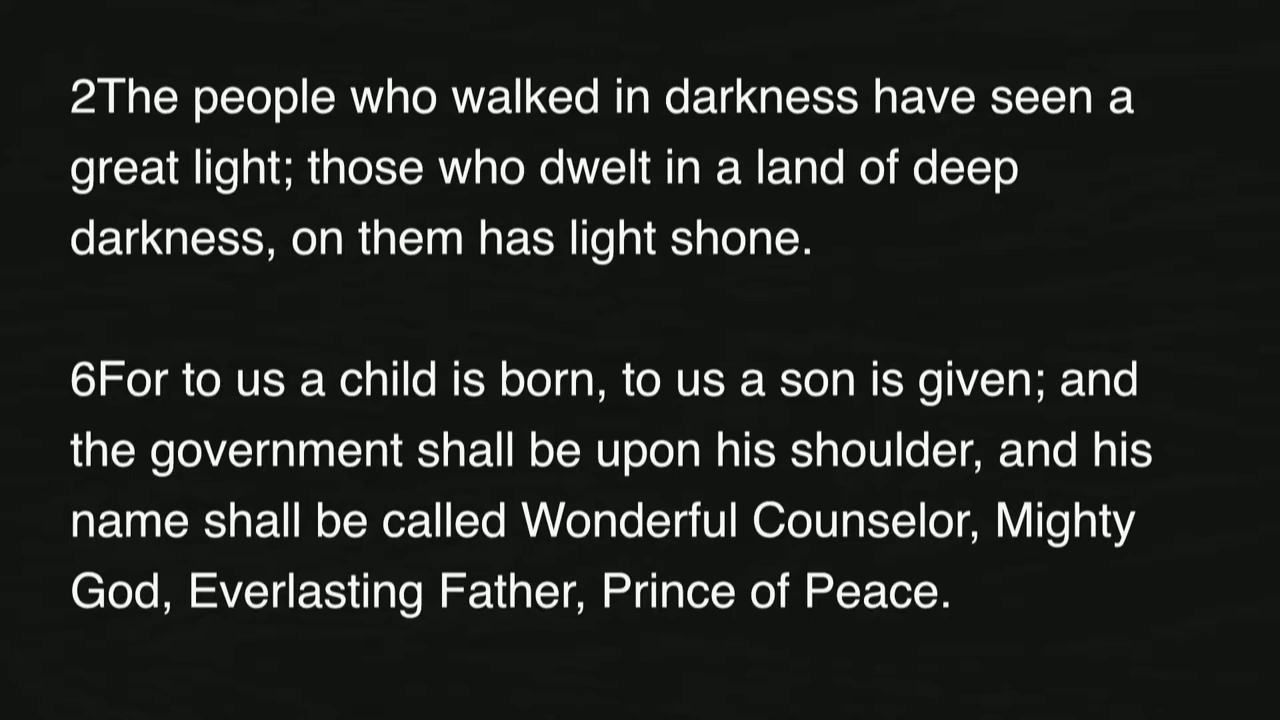 2The people who walked in darkness have seen a
great light; those who dwelt in a land of deep
darkness, on them has light shone.
6For to us a child is born, to us a son is given; and
the government shall be upon his shoulder, and his
name shall be called Wonderful Counselor, Mighty
God, Everlasting Father, Prince of Peace.